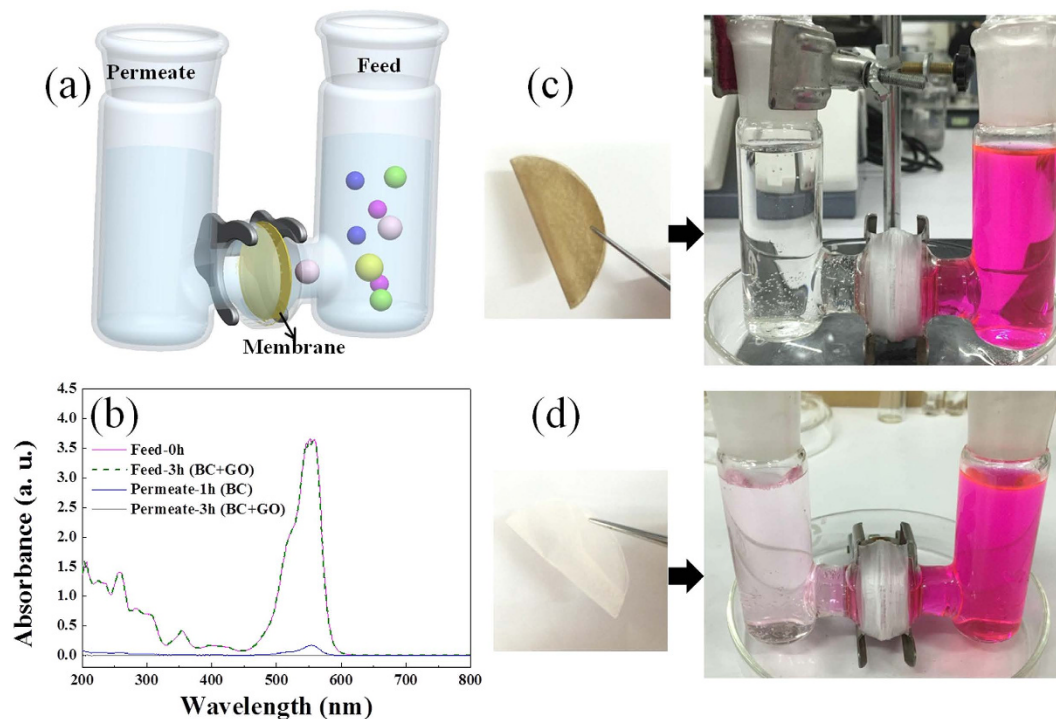 (a)
Permeate
Feed
Membrane
(b)
Absorbance (a. u.)
4.5
4.0
3.5
3.0
2.5
2.0
1.5
1.0
0.5
0.0
Feed-0h
Feed-3h (BC+GO)
Permeate-1h (BC)
Permeate-3h (BC+GO)
200 300 400 500 600 700 800
Wavelength (nm)
(c)
(d)